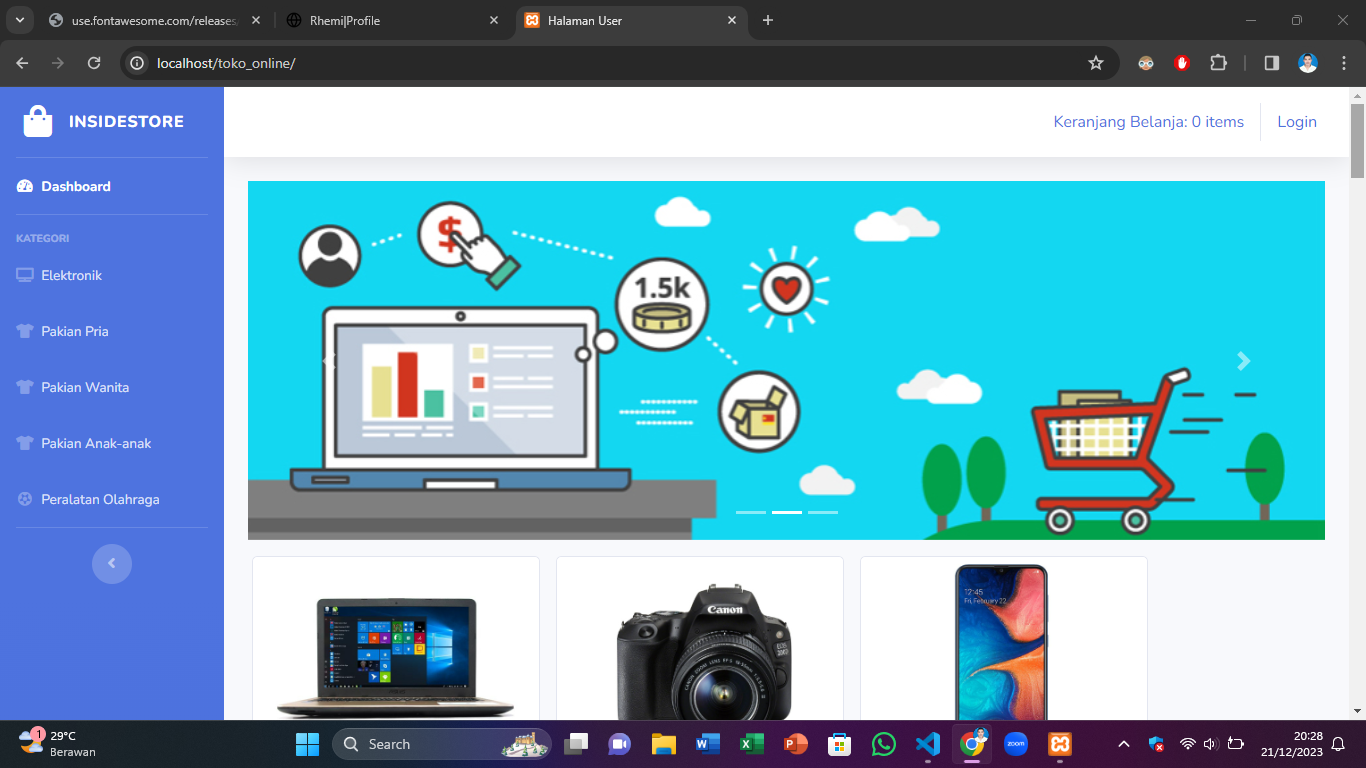 use.fontawesome.com/releases
Rhemi|Profile
Halaman User
localhost/toko_online/
INSIDESTORE
Keranjang Belanja: 0 items
Login
Dashboard
KATEGORI
Elektronik
Pakian Pria
Pakian Wanita
Pakian Anak-anak
Peralatan Olahraga
$
1.5k
Canon
12:45
Fri, February 22
1
29°C
Berawan
Search
zoom
20:28
21/12/2023